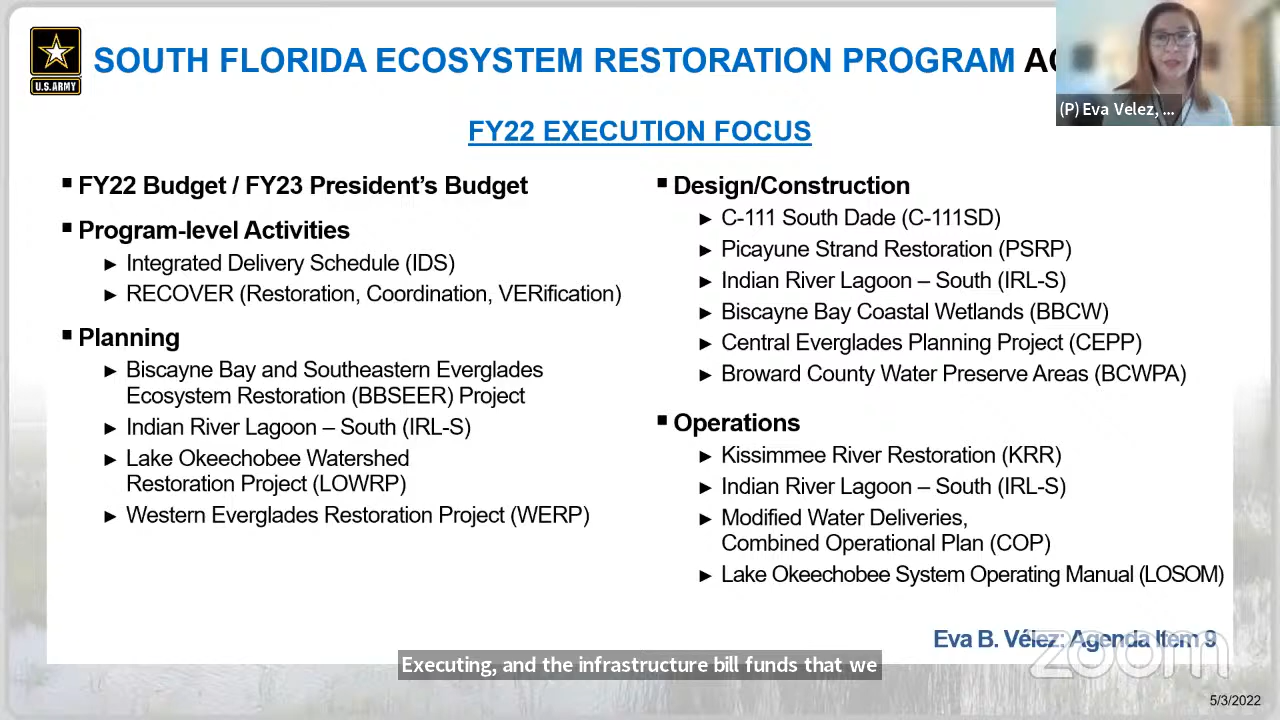 U.S.ARMY
SOUTH FLORIDA ECOSYSTEM RESTORATION PROGRAM
(P) Eva Velez, ...
FY22 EXECUTION FOCUS
▪ FY22 Budget / FY23 President's Budget
▪ Program-level Activities
► Integrated Delivery Schedule (IDS)
► RECOVER (Restoration, Coordination, VERification)
▪ Planning
► Biscayne Bay and Southeastern Everglades
Ecosystem Restoration (BBSEER) Project
► Indian River Lagoon – South (IRL-S)
► Lake Okeechobee Watershed
Restoration Project (LOWRP)
► Western Everglades Restoration Project (WERP)
▪ Design/Construction
► C-111 South Dade (C-111SD)
► Picayune Strand Restoration (PSRP)
► Indian River Lagoon – South (IRL-S)
► Biscayne Bay Coastal Wetlands (BBCW)
► Central Everglades Planning Project (CEPP)
► Broward County Water Preserve Areas (BCWPA)
▪ Operations
► Kissimmee River Restoration (KRR)
► Indian River Lagoon – South (IRL-S)
► Modified Water Deliveries,
Combined Operational Plan (COP)
► Lake Okeechobee System Operating Manual (LOSOM)
Eva B. Vélez; Agenda Item 9
zoom
Executing, and the infrastructure bill funds that we
5/3/2022